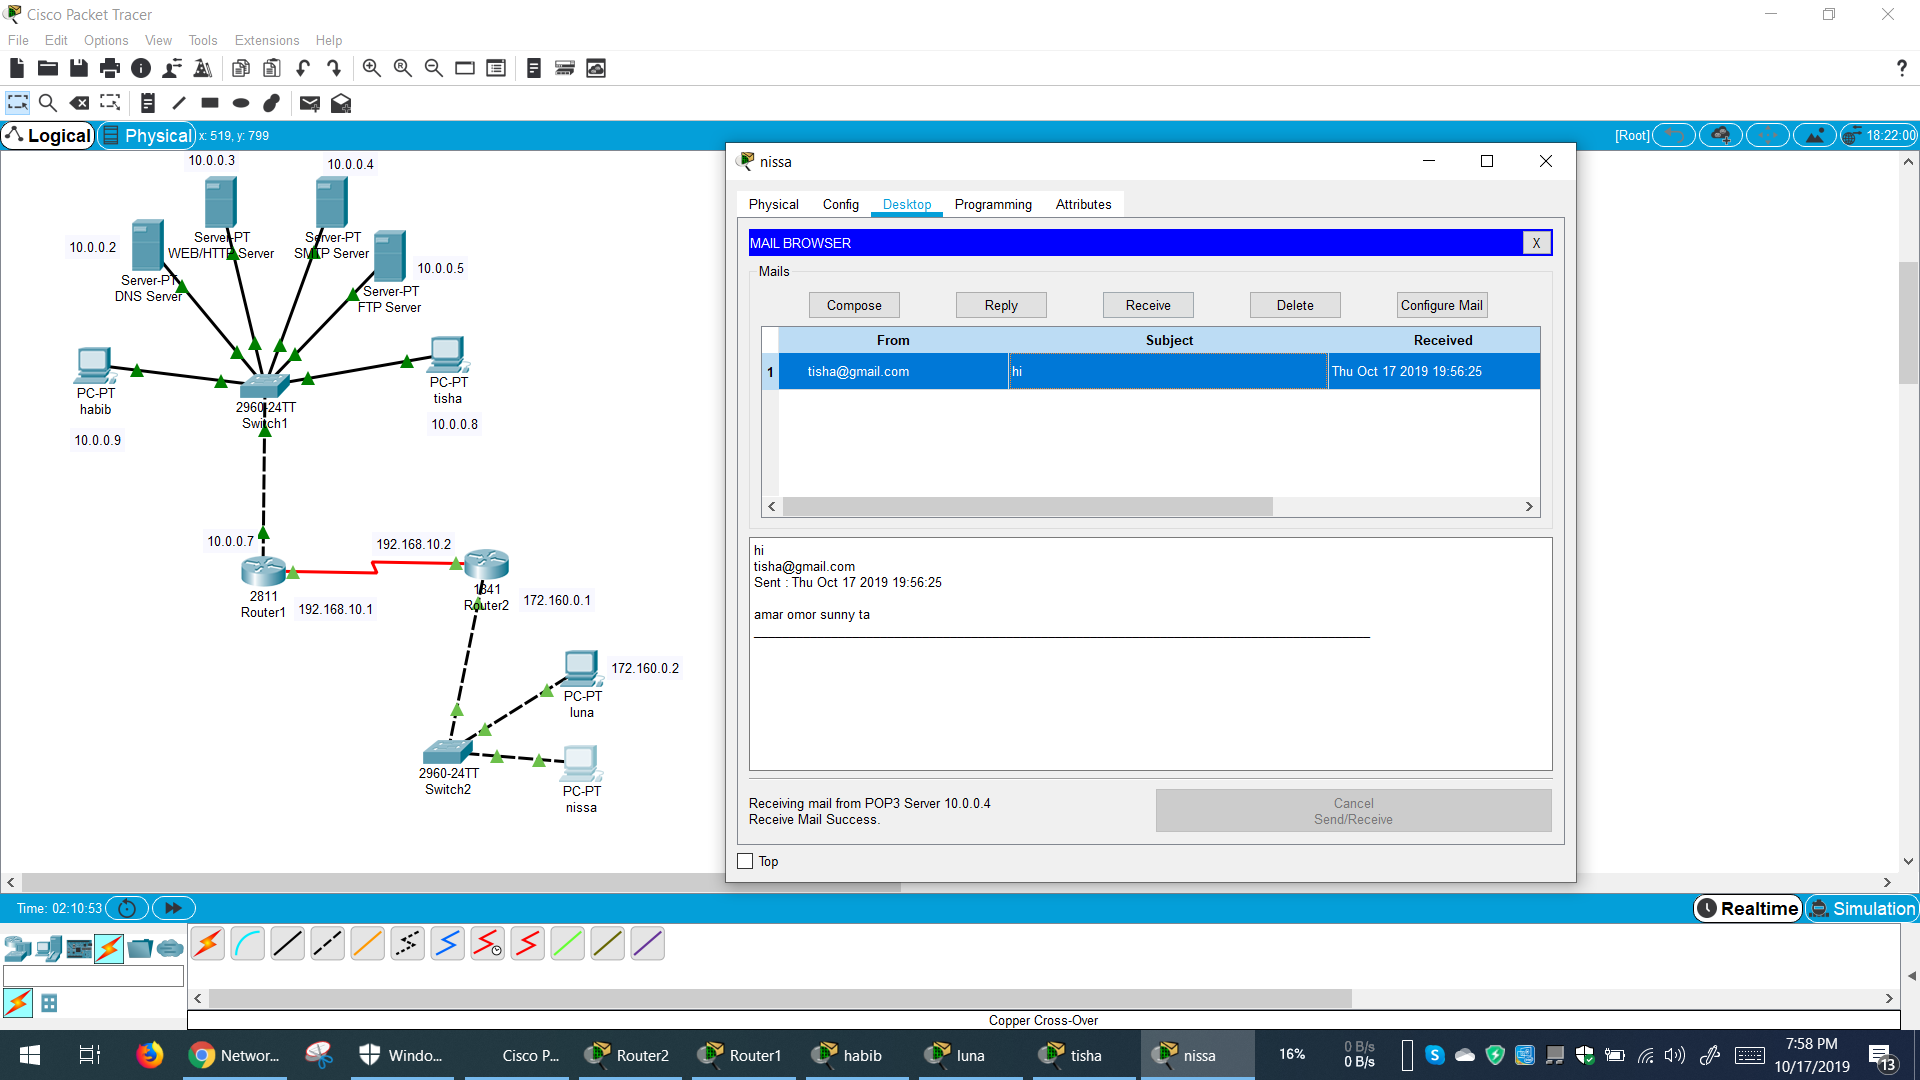 Cisco Packet Tracer
File Edit Options View Tools Extensions Help
?
Logical Physical x: 519, y: 799 [Root] 18:22:00
10.0.0.3
10.0.0.4
Server-PT
WEB/HTTP Server
Server-PT
SMTP Server
10.0.0.2
Server-PT
DNS Server
10.0.0.5
Server-PT
FTP Server
PC-PT
habib
10.0.0.9
2960-24TT
Switch1
PC-PT
tisha
10.0.0.8
10.0.0.7
192.168.10.2
2811
Router1
192.168.10.1
1841
Router2
172.160.0.1
PC-PT
luna
172.160.0.2
2960-24TT
Switch2
PC-PT
nissa
nissa
Physical Config Desktop Programming Attributes
MAIL BROWSER X
Mails
Compose Reply Receive Delete Configure Mail
From Subject Received
1 tisha@gmail.com hi Thu Oct 17 2019 19:56:25
hi
tisha@gmail.com
Sent : Thu Oct 17 2019 19:56:25
amar omor sunny ta
Receiving mail from POP3 Server 10.0.0.4
Receive Mail Success.
Cancel
Send/Receive
Top
Time: 02:10:53 Realtime Simulation
Copper Cross-Over
Networ... Windo... Cisco P... Router2 Router1 habib luna tisha nissa 16%
0 B/s
0 B/s
7:58 PM
10/17/2019
13